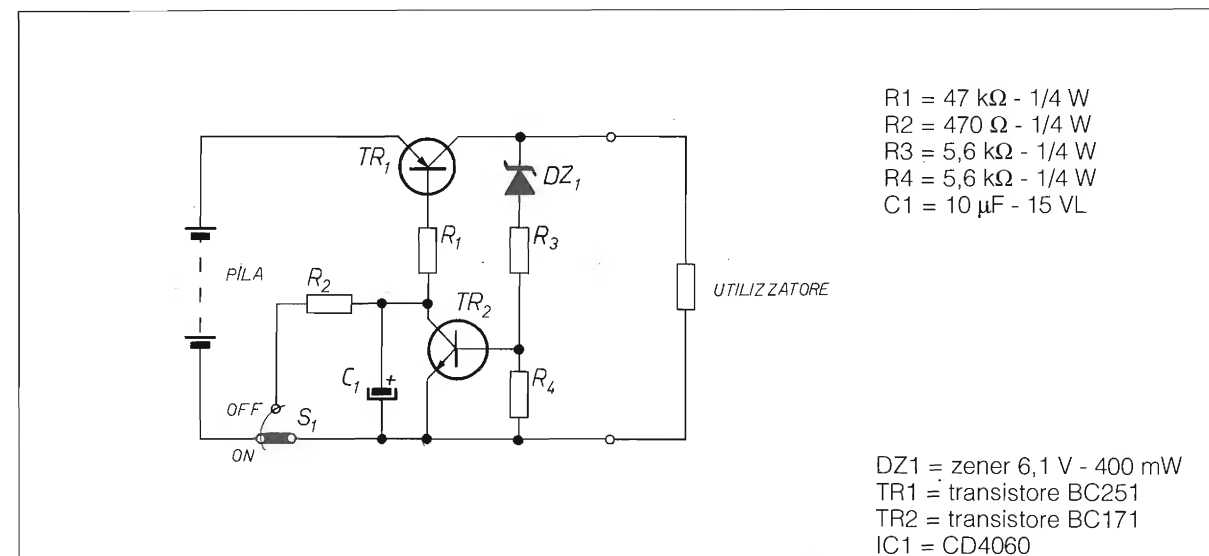 R1 = 47 kΩ - 1/4 W
R2 = 470 Ω - 1/4 W
R3 = 5,6 kΩ - 1/4 W
R4 = 5,6 kΩ - 1/4 W
C1 = 10 µF - 15 VL
TR₁
DZ₁
R₁
R₃
PILA
R₂
TR₂
UTILIZZATORE
C₁
+
R₄
OFF
S₁
ON
DZ1 = zener 6,1 V - 400 mW
TR1 = transistore BC251
TR2 = transistore BC171
IC1 = CD4060